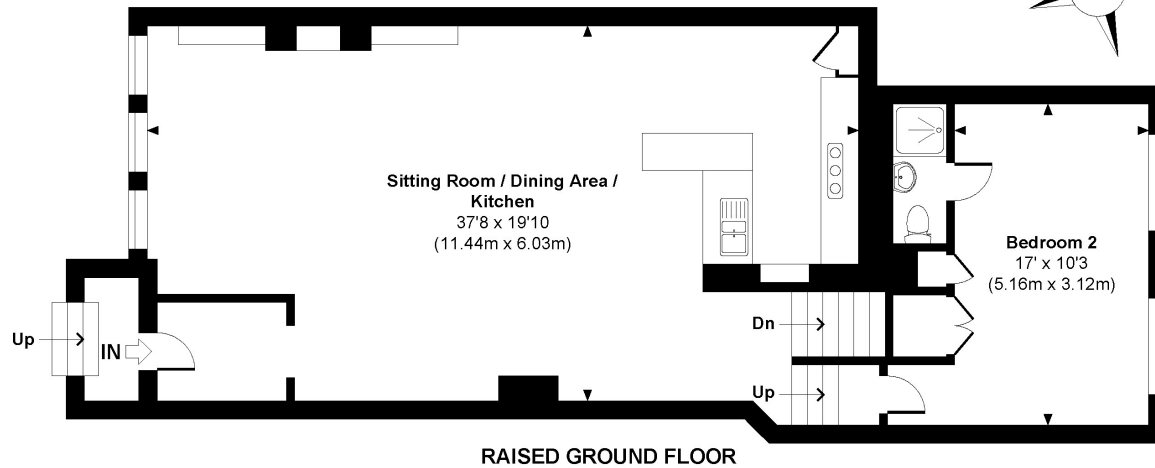 Sitting Room / Dining Area /
Kitchen
37'8 x 19'10
(11.44m x 6.03m)
Bedroom 2
17' x 10'3
(5.16m x 3.12m)
Up
IN
Dn
Up
RAISED GROUND FLOOR